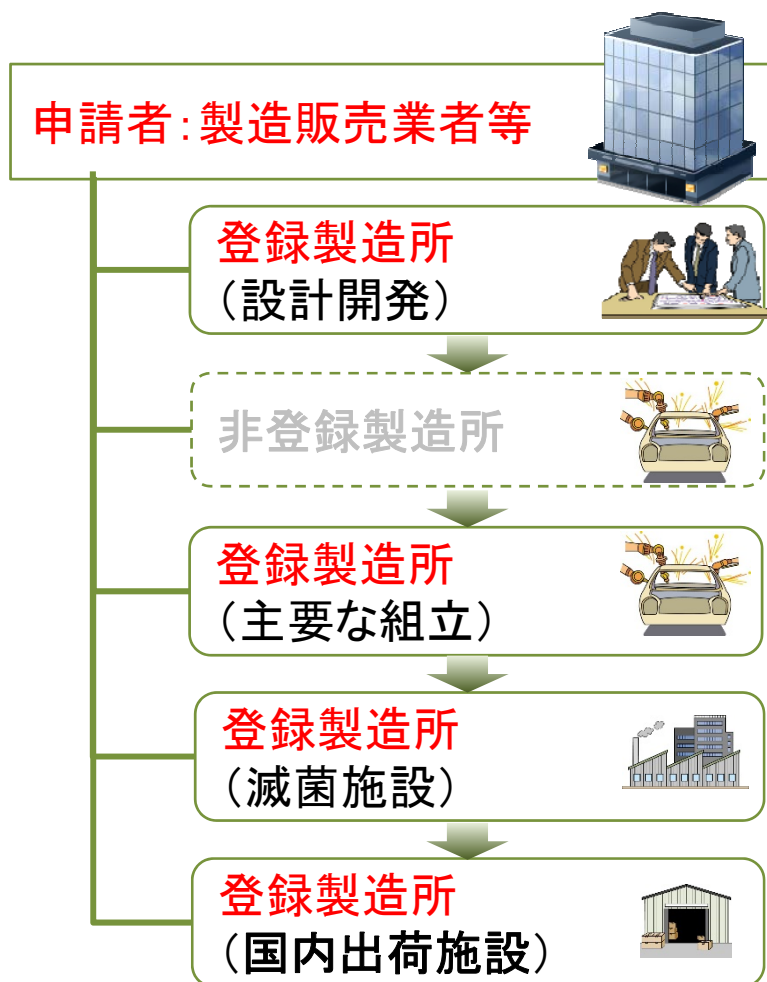 申請者:製造販売業者等
登録製造所
(設計開発)
非登録製造所
登録製造所
(主要な組立)
登録製造所
(滅菌施設)
登録製造所
(国内出荷施設)